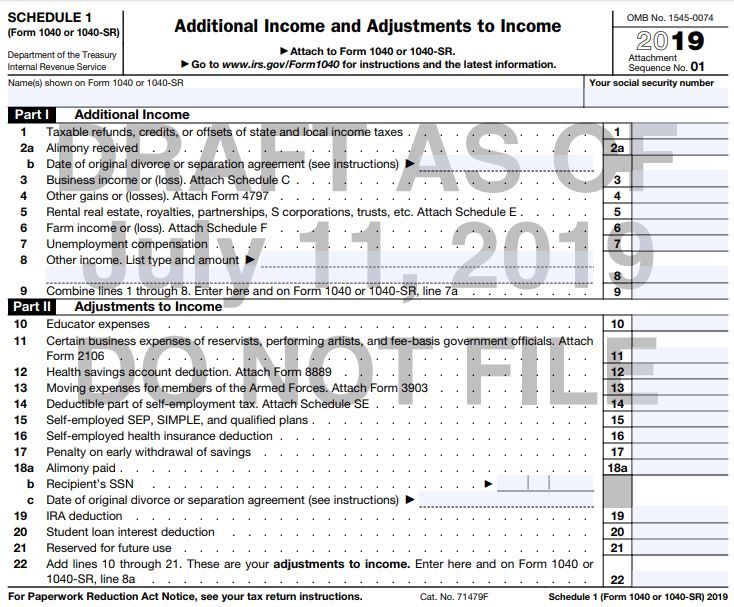 SCHEDULE 1
(Form 1040 or 1040-SR)
Department of the Treasury
Internal Revenue Service
Additional Income and Adjustments to Income
▶ Attach to Form 1040 or 1040-SR.
▶ Go to www.irs.gov/Form1040 for instructions and the latest information.
OMB No. 1545-0074
2019
Attachment
Sequence No. 01
Name(s) shown on Form 1040 or 1040-SR
Your social security number
DRAFT AS OF
July 11, 2019
DO NOT FILE
Part I Additional Income
1 Taxable refunds, credits, or offsets of state and local income taxes . . . . . . . . . . . . 1
2a Alimony received . . . . . . . . . . . . . . . . . . . . . . . . . . . 2a
b Date of original divorce or separation agreement (see instructions) ▶
3 Business income or (loss). Attach Schedule C . . . . . . . . . . . . . . . . . . . 3
4 Other gains or (losses). Attach Form 4797 . . . . . . . . . . . . . . . . . . . . 4
5 Rental real estate, royalties, partnerships, S corporations, trusts, etc. Attach Schedule E . . . . . 5
6 Farm income or (loss). Attach Schedule F . . . . . . . . . . . . . . . . . . . . 6
7 Unemployment compensation . . . . . . . . . . . . . . . . . . . . . . . . 7
8 Other income. List type and amount ▶
8
9 Combine lines 1 through 8. Enter here and on Form 1040 or 1040-SR, line 7a . . . . . . . . 9
Part II Adjustments to Income
10 Educator expenses . . . . . . . . . . . . . . . . . . . . . . . . . . 10
11 Certain business expenses of reservists, performing artists, and fee-basis government officials. Attach
Form 2106 . . . . . . . . . . . . . . . . . . . . . . . . . . . . . 11
12 Health savings account deduction. Attach Form 8889 . . . . . . . . . . . . . . . . . 12
13 Moving expenses for members of the Armed Forces. Attach Form 3903 . . . . . . . . . . 13
14 Deductible part of self-employment tax. Attach Schedule SE . . . . . . . . . . . . . . 14
15 Self-employed SEP, SIMPLE, and qualified plans . . . . . . . . . . . . . . . . . . 15
16 Self-employed health insurance deduction . . . . . . . . . . . . . . . . . . . . 16
17 Penalty on early withdrawal of savings . . . . . . . . . . . . . . . . . . . . . 17
18a Alimony paid . . . . . . . . . . . . . . . . . . . . . . . . . . . . 18a
b Recipient's SSN . . . . . . . . . . . . . . . . . . . . . ▶
c Date of original divorce or separation agreement (see instructions) ▶
19 IRA deduction . . . . . . . . . . . . . . . . . . . . . . . . . . . . 19
20 Student loan interest deduction . . . . . . . . . . . . . . . . . . . . . . . 20
21 Reserved for future use . . . . . . . . . . . . . . . . . . . . . . . . . 21
22 Add lines 10 through 21. These are your adjustments to income. Enter here and on Form 1040 or
1040-SR, line 8a . . . . . . . . . . . . . . . . . . . . . . . . . . . 22
For Paperwork Reduction Act Notice, see your tax return instructions. Cat. No. 71479F Schedule 1 (Form 1040 or 1040-SR) 2019